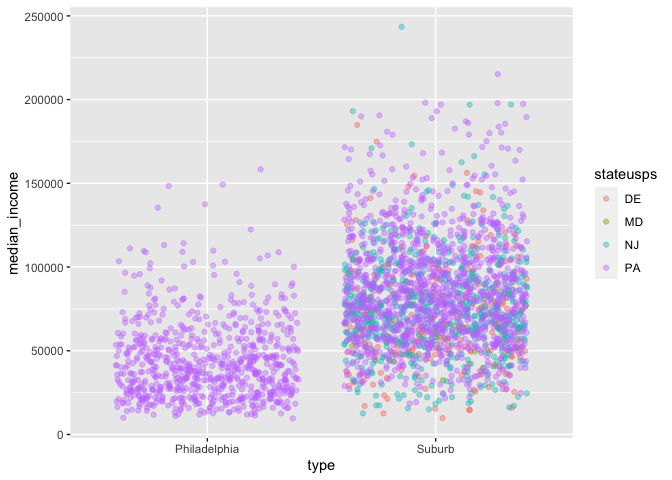 250000
200000
150000
100000
50000
0
median_income
Philadelphia
Suburb
type
stateusps
DE
MD
NJ
PA